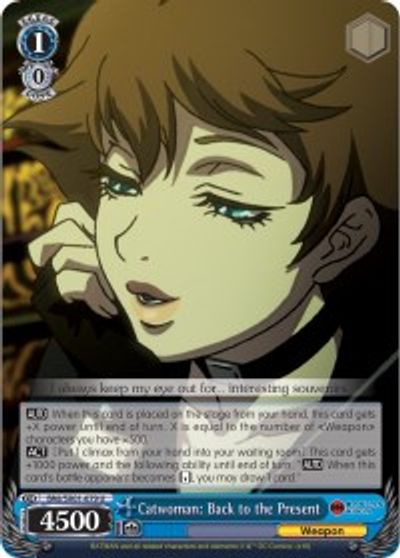 1
0
I always keep my eye out for... interesting souvenirs.
AUTO When this card is placed on the stage from your hand, this card gets
+X power until end of turn. X is equal to the number of «Weapon»
characters you have ×500.
ACT [Put 1 climax from your hand into your waiting room] This card gets
+1000 power and the following ability until end of turn.
when this card's battle opponent becomes you may draw 1 card.
4500
Catwoman: Back to the Present
Weapon